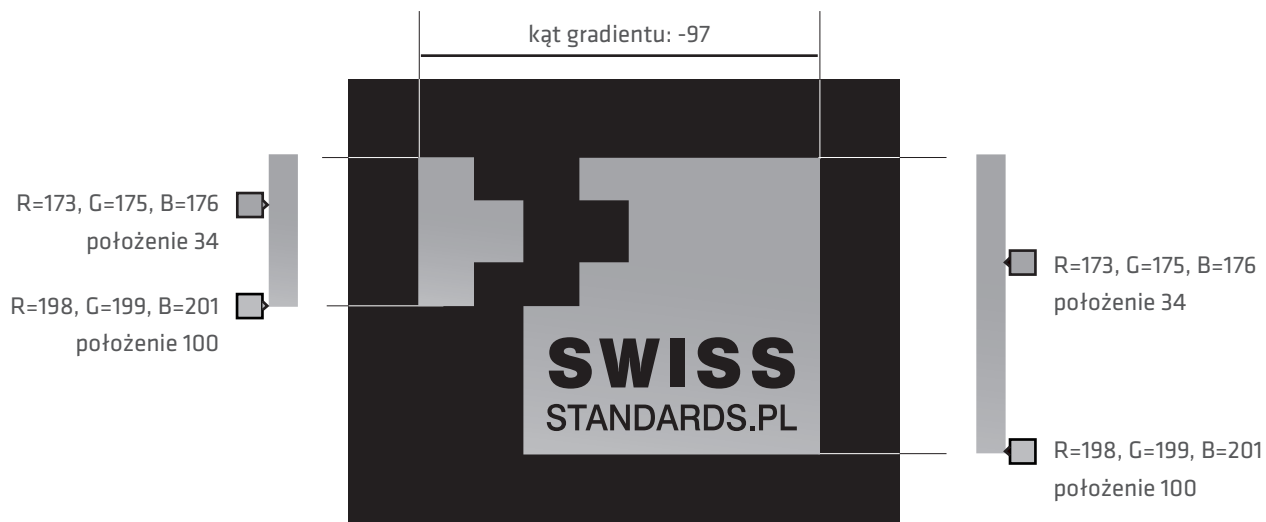 kąt gradientu: -97
R=173, G=175, B=176
położenie 34
R=198, G=199, B=201
położenie 100
SWISS
STANDARDS.PL
R=173, G=175, B=176
położenie 34
R=198, G=199, B=201
położenie 100